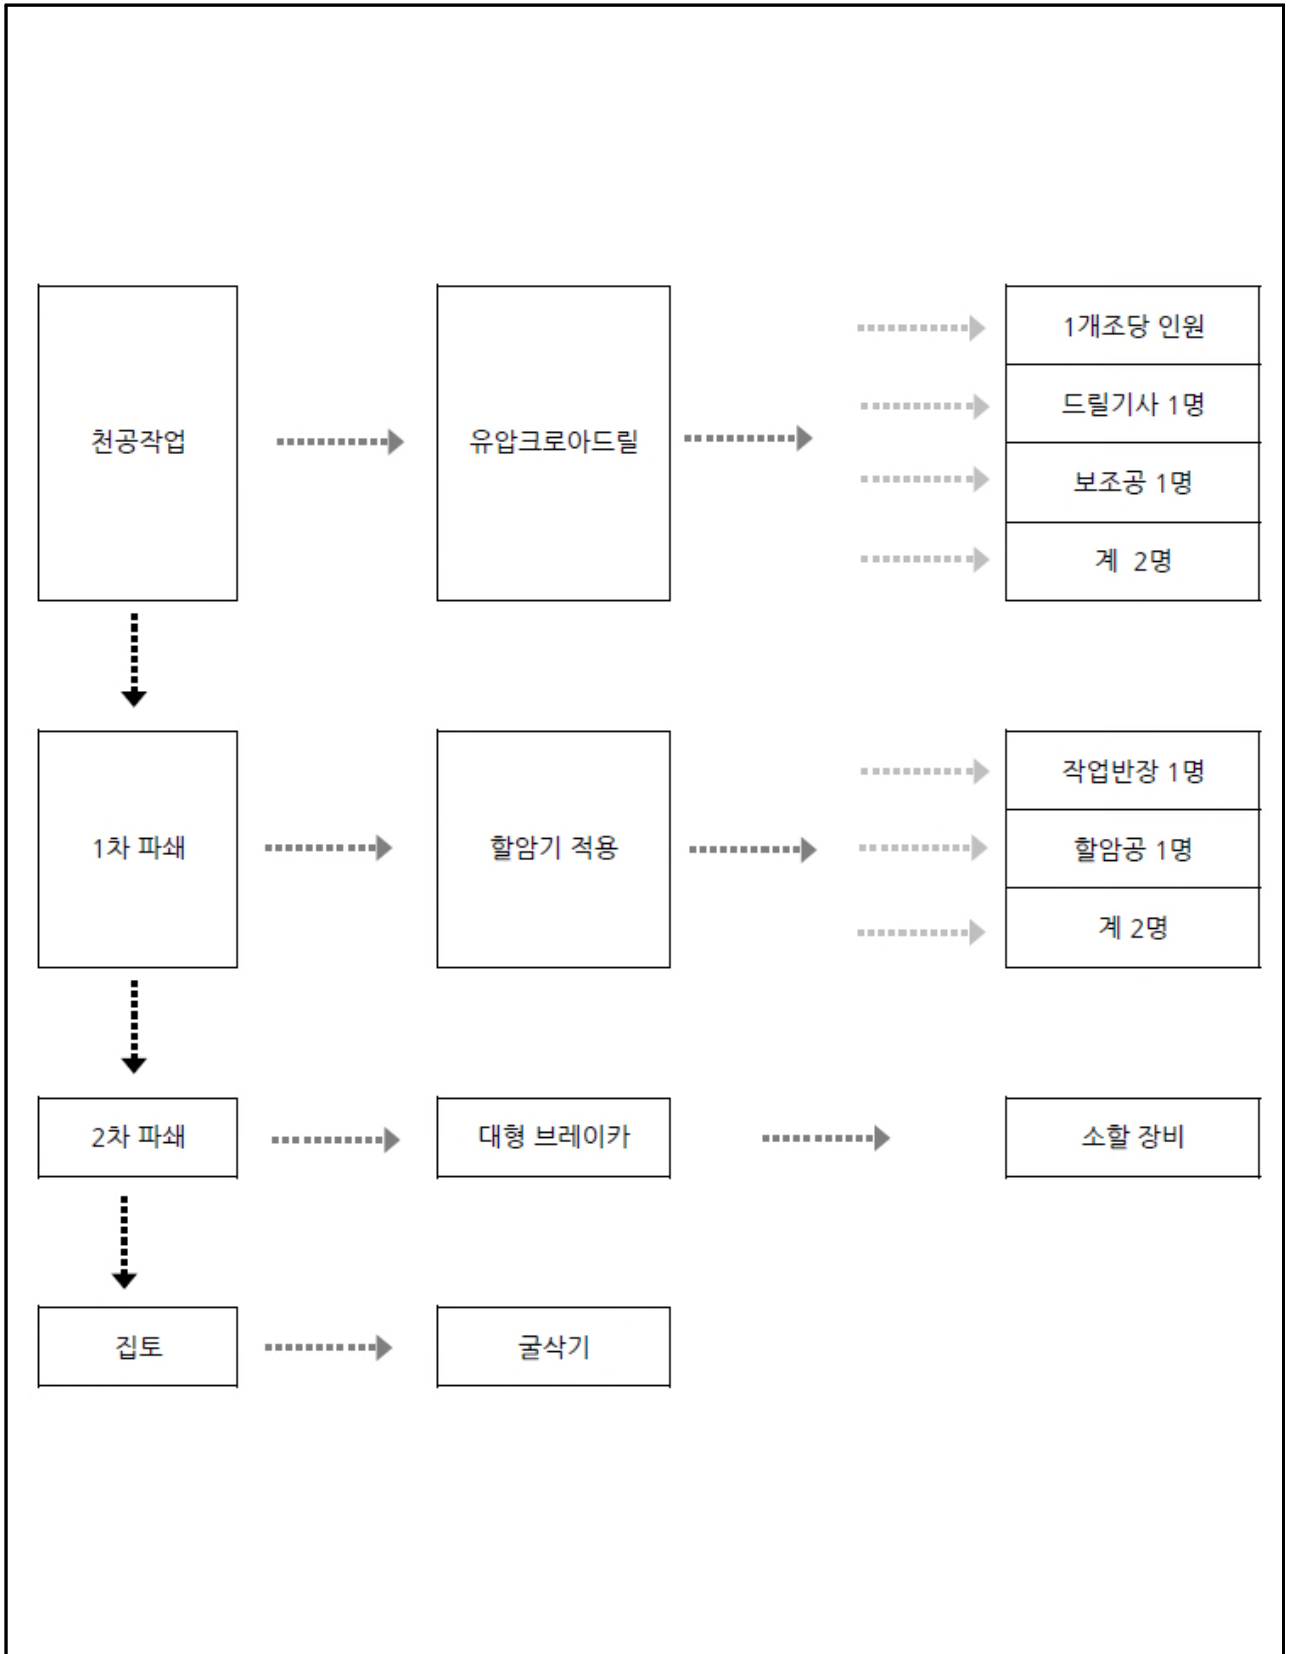 천공작업
유압크로아드릴
1개조당 인원
드릴기사 1명
보조공 1명
계 2명
1차 파쇄
할암기 적용
작업반장 1명
할암공 1명
계 2명
2차 파쇄
대형 브레이카
소할 장비
집토
굴삭기